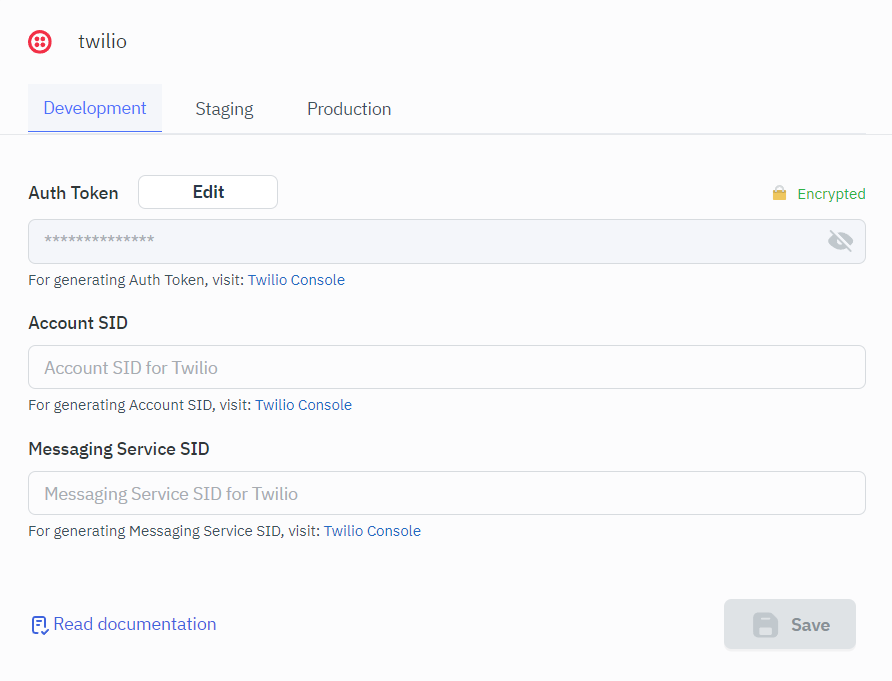 twilio
Development Staging Production
Auth Token Edit Encrypted
**************
For generating Auth Token, visit: Twilio Console
Account SID
Account SID for Twilio
For generating Account SID, visit: Twilio Console
Messaging Service SID
Messaging Service SID for Twilio
For generating Messaging Service SID, visit: Twilio Console
Read documentation Save